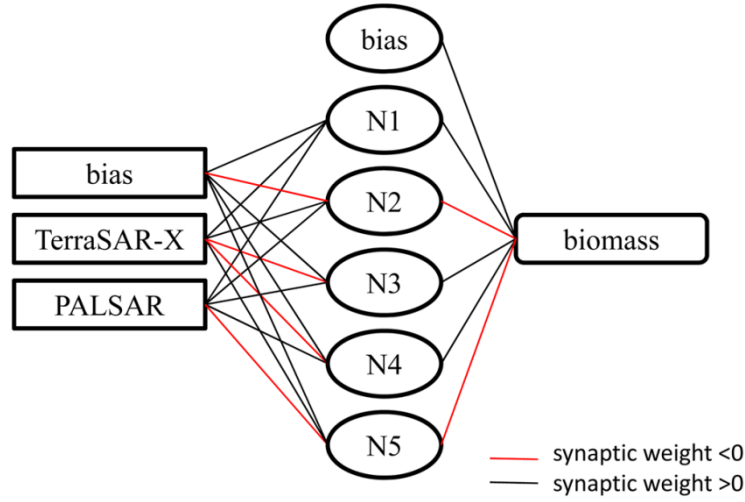 bias
N1
bias
N2
TerraSAR-X
biomass
N3
PALSAR
N4
N5
synaptic weight <0
synaptic weight >0